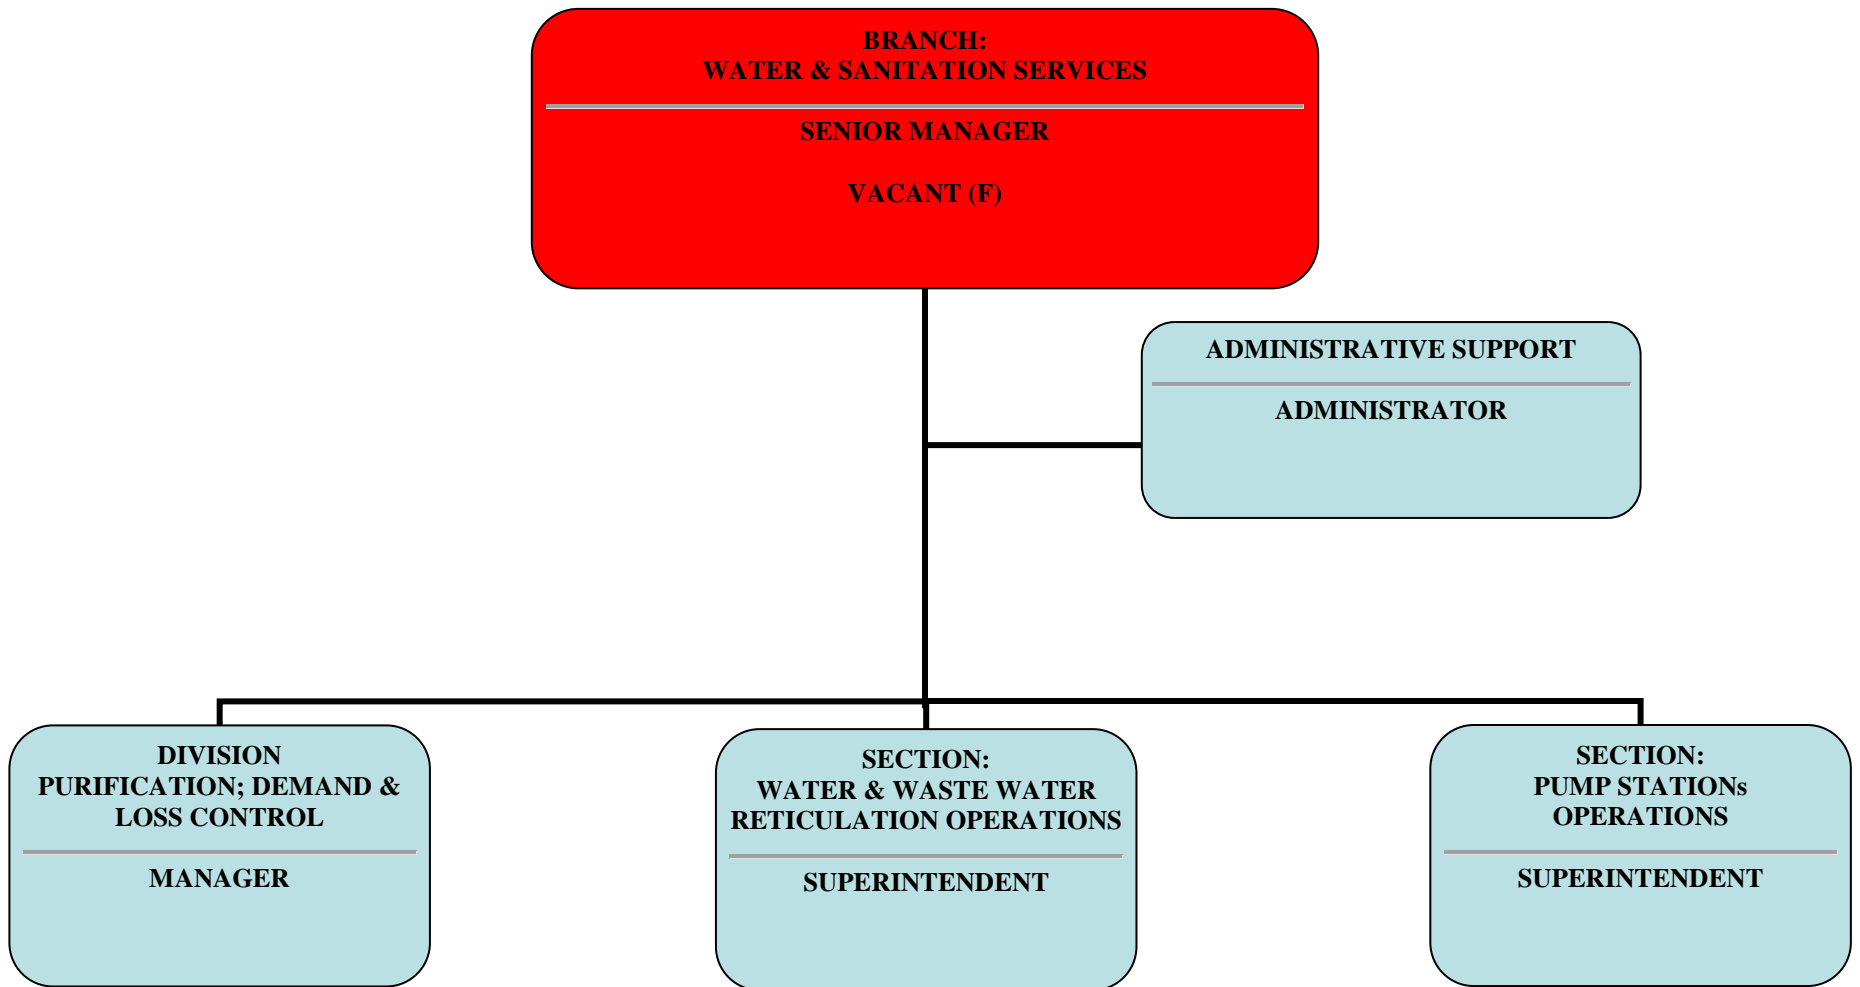 BRANCH:
WATER & SANITATION SERVICES
SENIOR MANAGER
VACANT (F)
ADMINISTRATIVE SUPPORT
ADMINISTRATOR
DIVISION
PURIFICATION; DEMAND &
LOSS CONTROL
MANAGER
SECTION:
WATER & WASTE WATER
RETICULATION OPERATIONS
SUPERINTENDENT
SECTION:
PUMP STATIONs
OPERATIONS
SUPERINTENDENT